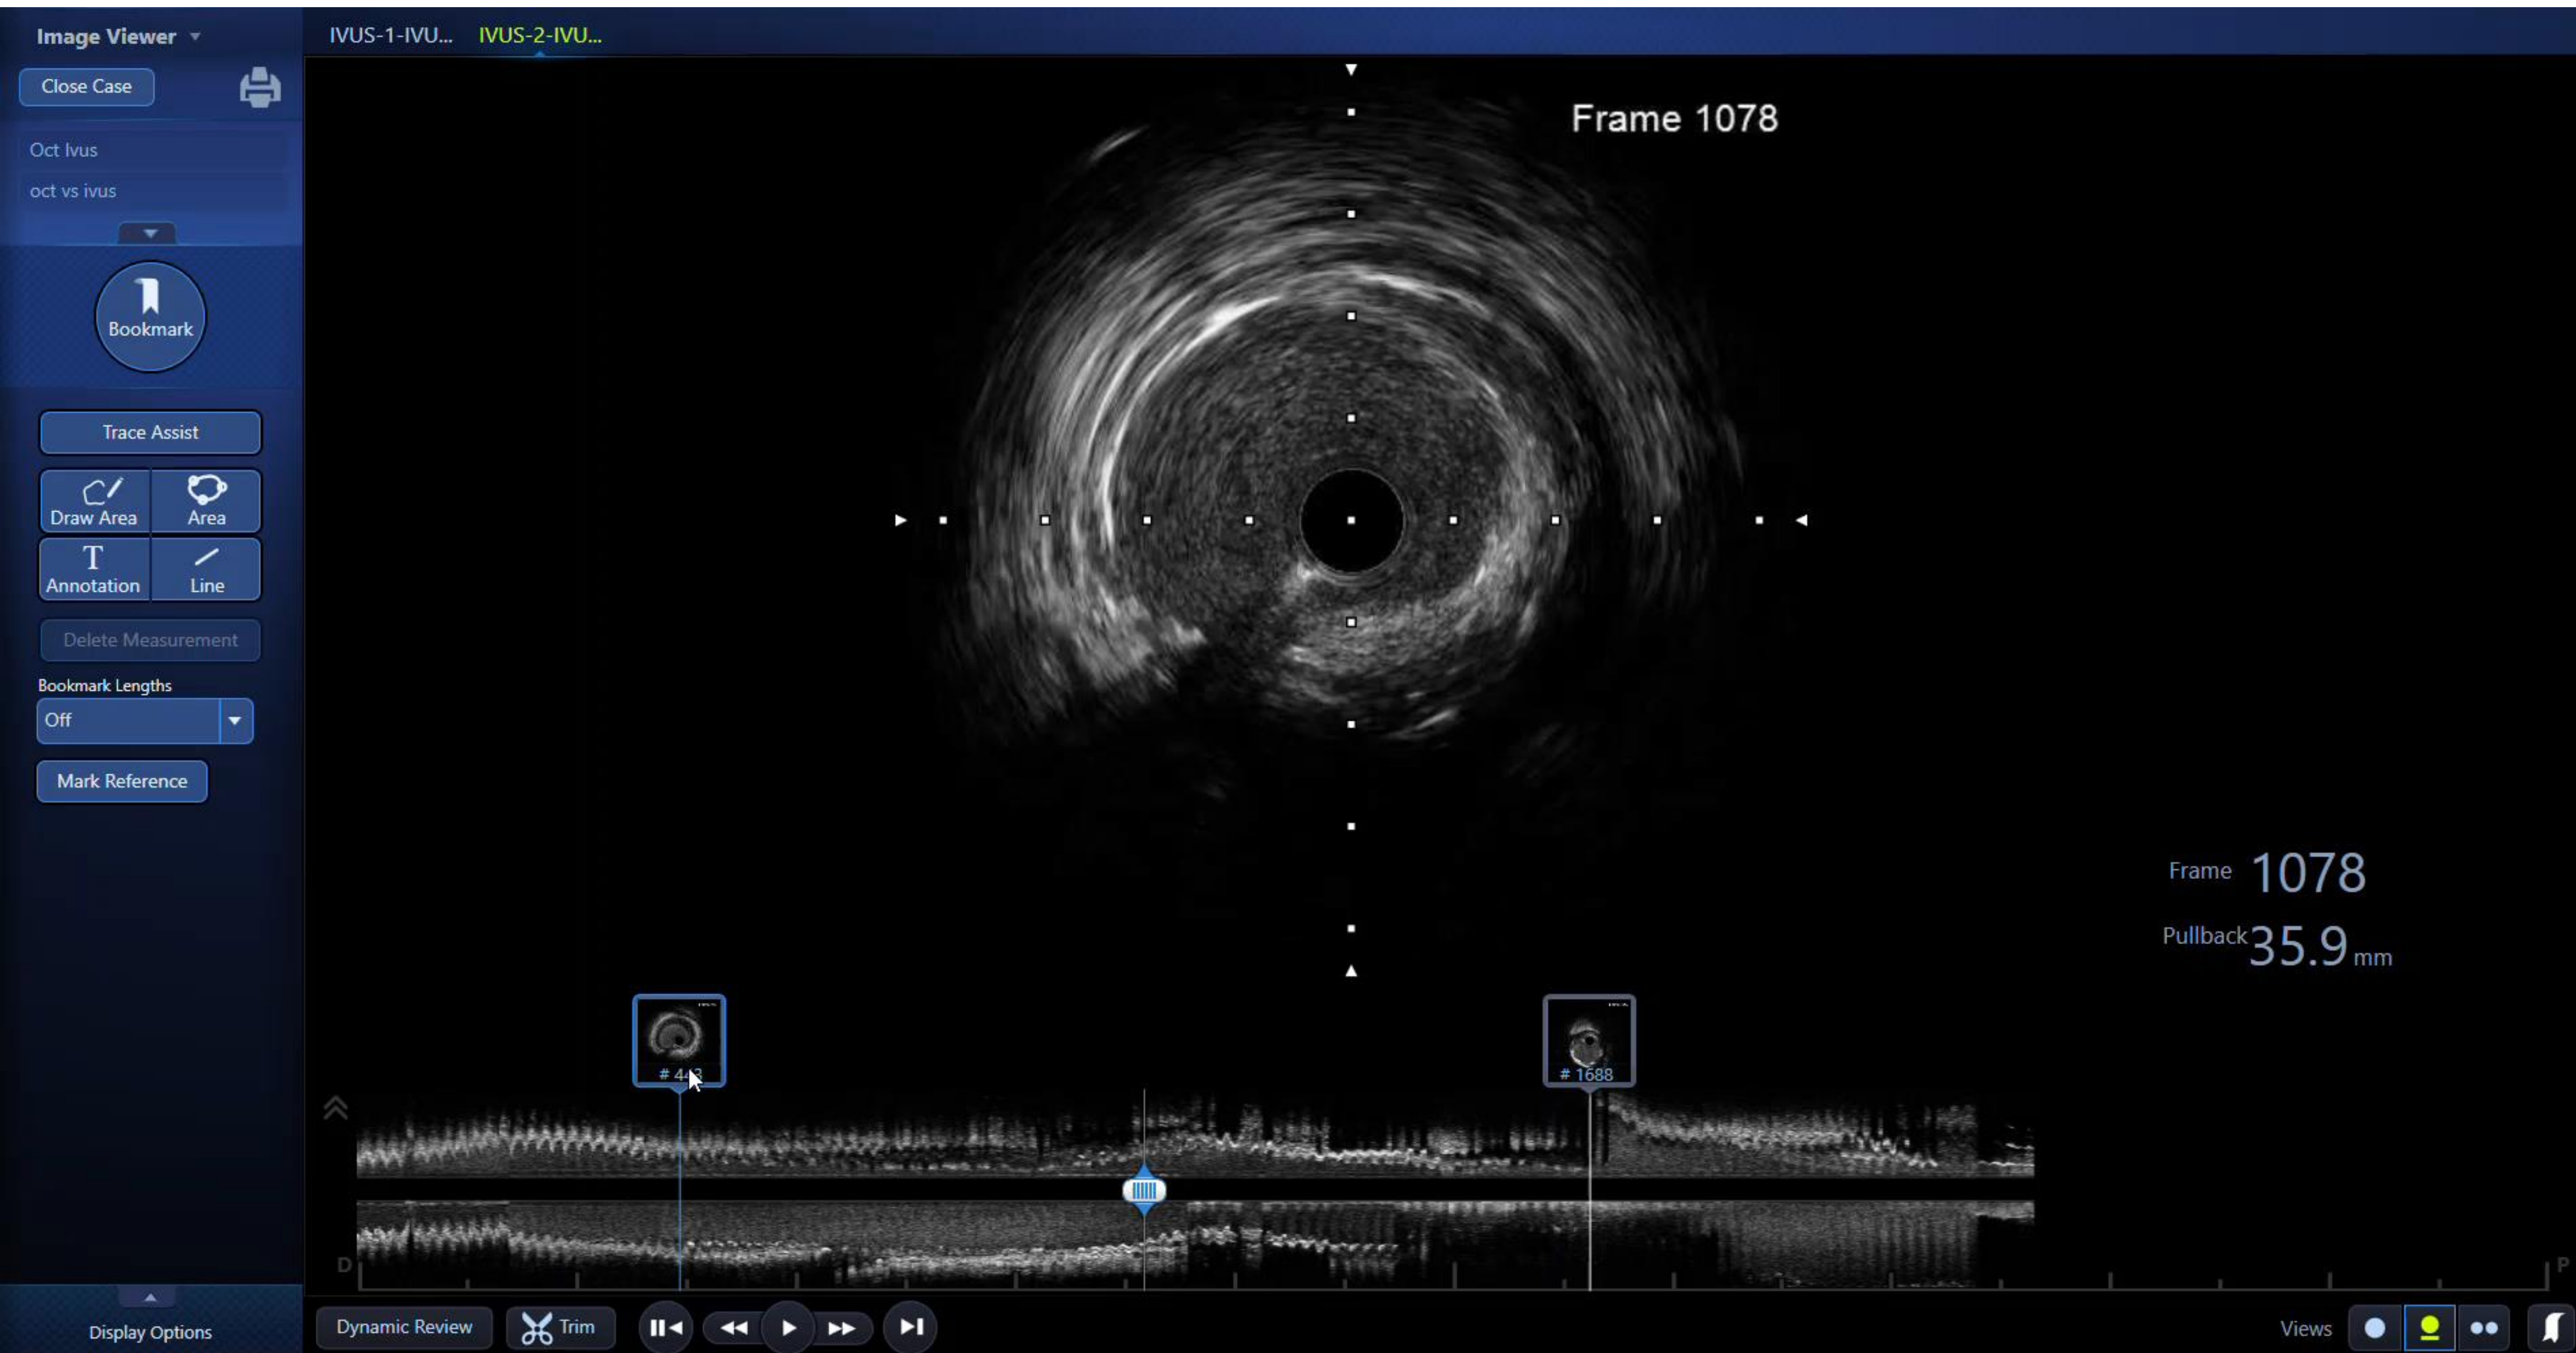 Image Viewer
Close Case
Oct Ivus
oct vs ivus
Bookmark
Trace Assist
Draw Area
Area
T
Annotation
Line
Delete Measurement
Bookmark Lengths
Off
Mark Reference
Display Options
IVUS-1-IVU...
IVUS-2-IVU...
Frame 1078
Frame 1078
Pullback 35.9 mm
# 443
# 1688
D
P
Dynamic Review
Trim
Views